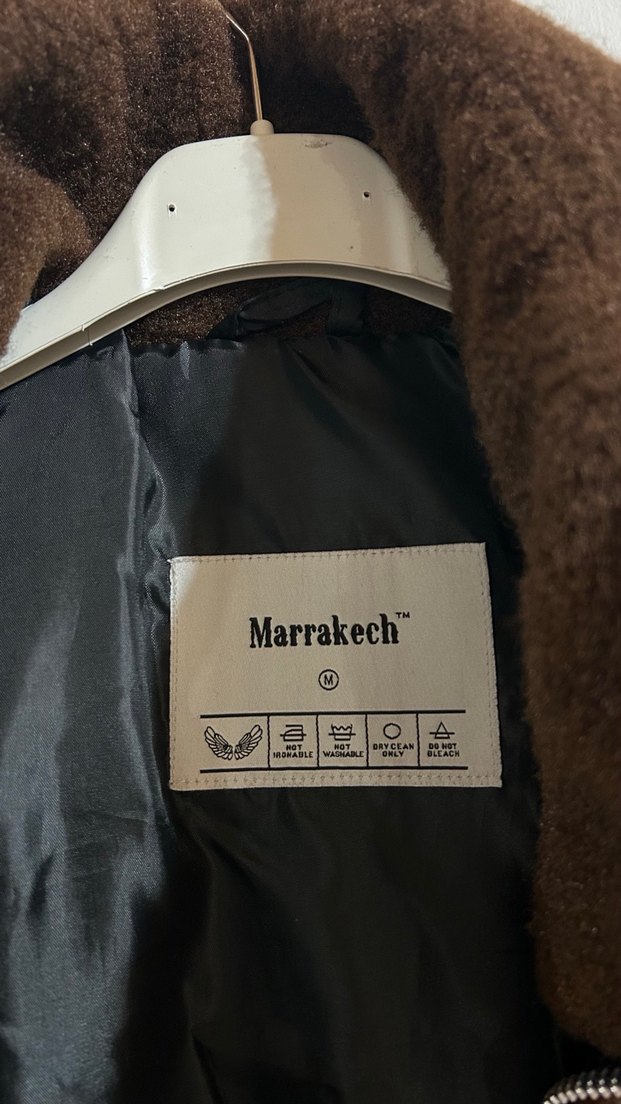 Marrakech™
M
NOT IRONABLE
NOT WASHABLE
DRY CEAN ONLY
DO NOT BLEACH